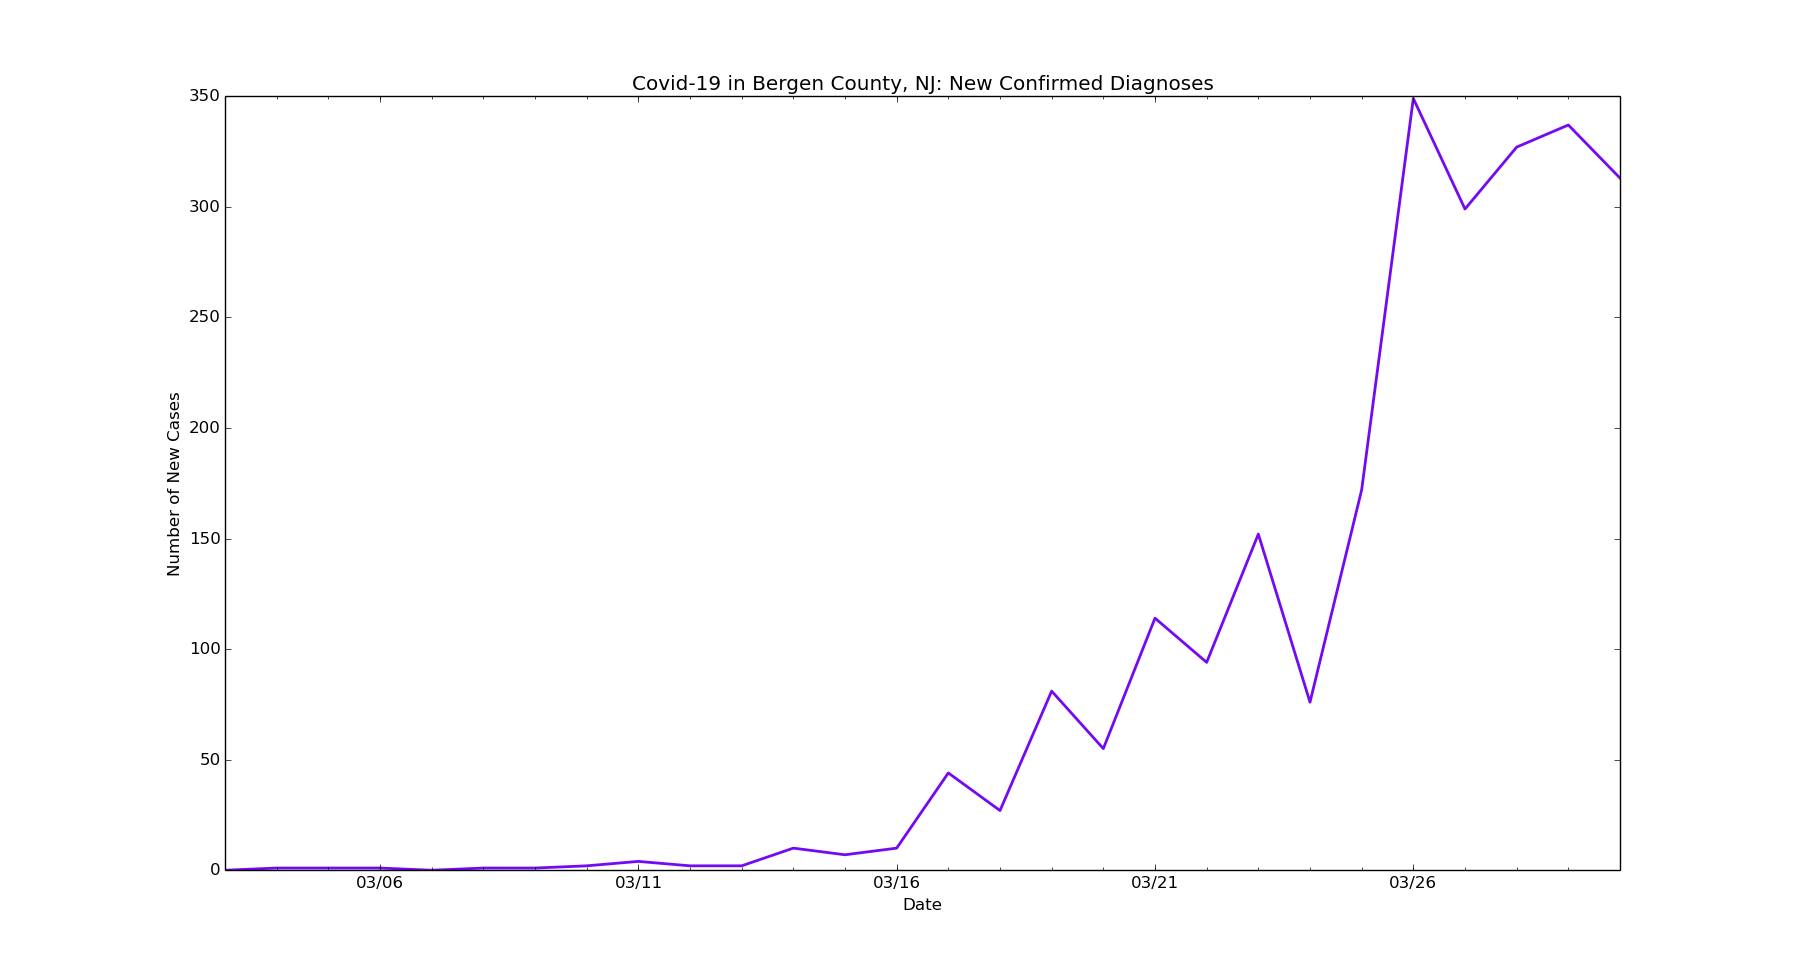 Covid-19 in Bergen County, NJ: New Confirmed Diagnoses
350
300
250
200
150
100
50
0
Number of New Cases
03/06 03/11 03/16 03/21 03/26
Date